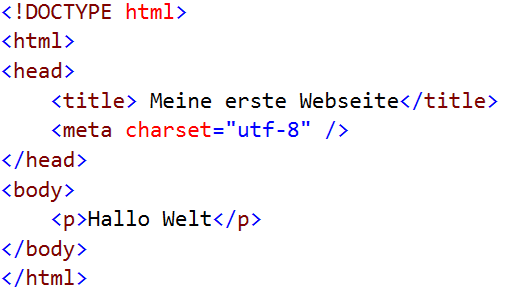 <!DOCTYPE html>
<html>
<head>
    <title> Meine erste Webseite</title>
    <meta charset="utf-8" />
</head>
<body>
    <p>Hallo Welt</p>
</body>
</html>